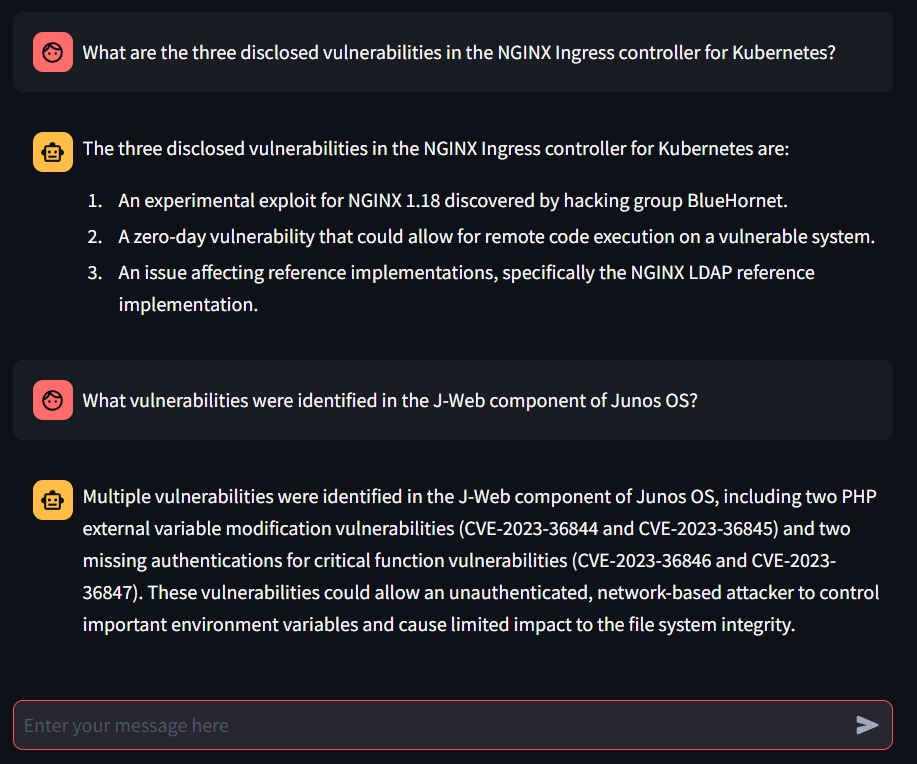 What are the three disclosed vulnerabilities in the NGINX Ingress controller for Kubernetes?
The three disclosed vulnerabilities in the NGINX Ingress controller for Kubernetes are:
1. An experimental exploit for NGINX 1.18 discovered by hacking group BlueHornet.
2. A zero-day vulnerability that could allow for remote code execution on a vulnerable system.
3. An issue affecting reference implementations, specifically the NGINX LDAP reference
implementation.
What vulnerabilities were identified in the J-Web component of Junos OS?
Multiple vulnerabilities were identified in the J-Web component of Junos OS, including two PHP
external variable modification vulnerabilities (CVE-2023-36844 and CVE-2023-36845) and two
missing authentications for critical function vulnerabilities (CVE-2023-36846 and CVE-2023-
36847). These vulnerabilities could allow an unauthenticated, network-based attacker to control
important environment variables and cause limited impact to the file system integrity.
Enter your message here